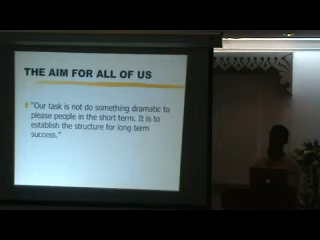 THE AIM FOR ALL OF US
"Our task is not do something dramatic to
please people in the short term. It is to
establish the structure for long term
success."